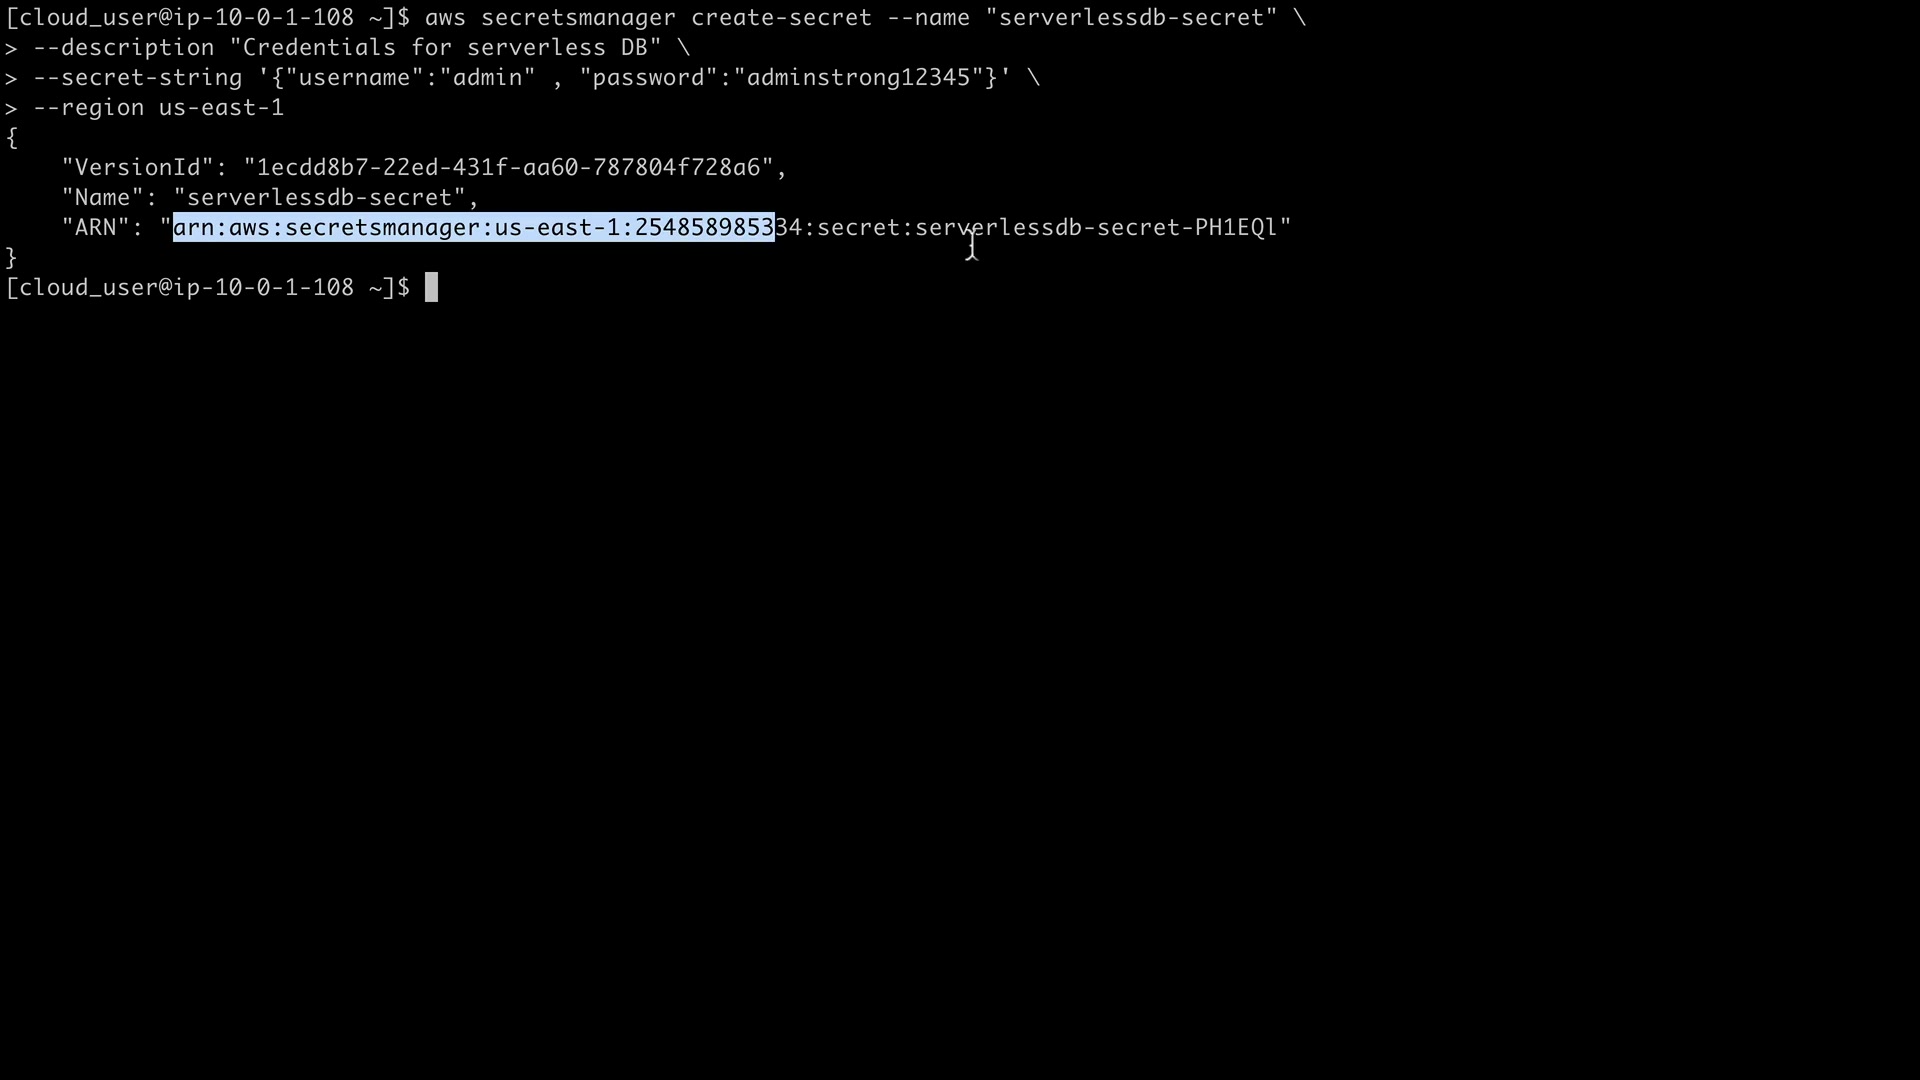 [cloud_user@ip-10-0-1-108 ~]$ aws secretsmanager create-secret --name "serverlessdb-secret" \
> --description "Credentials for serverless DB" \
> --secret-string '{"username":"admin" , "password":"adminstrong12345"}' \
> --region us-east-1
{
    "VersionId": "1ecdd8b7-22ed-431f-aa60-787804f728a6",
    "Name": "serverlessdb-secret",
    "ARN": "arn:aws:secretsmanager:us-east-1:254858985334:secret:serverlessdb-secret-PH1EQl"
}
[cloud_user@ip-10-0-1-108 ~]$